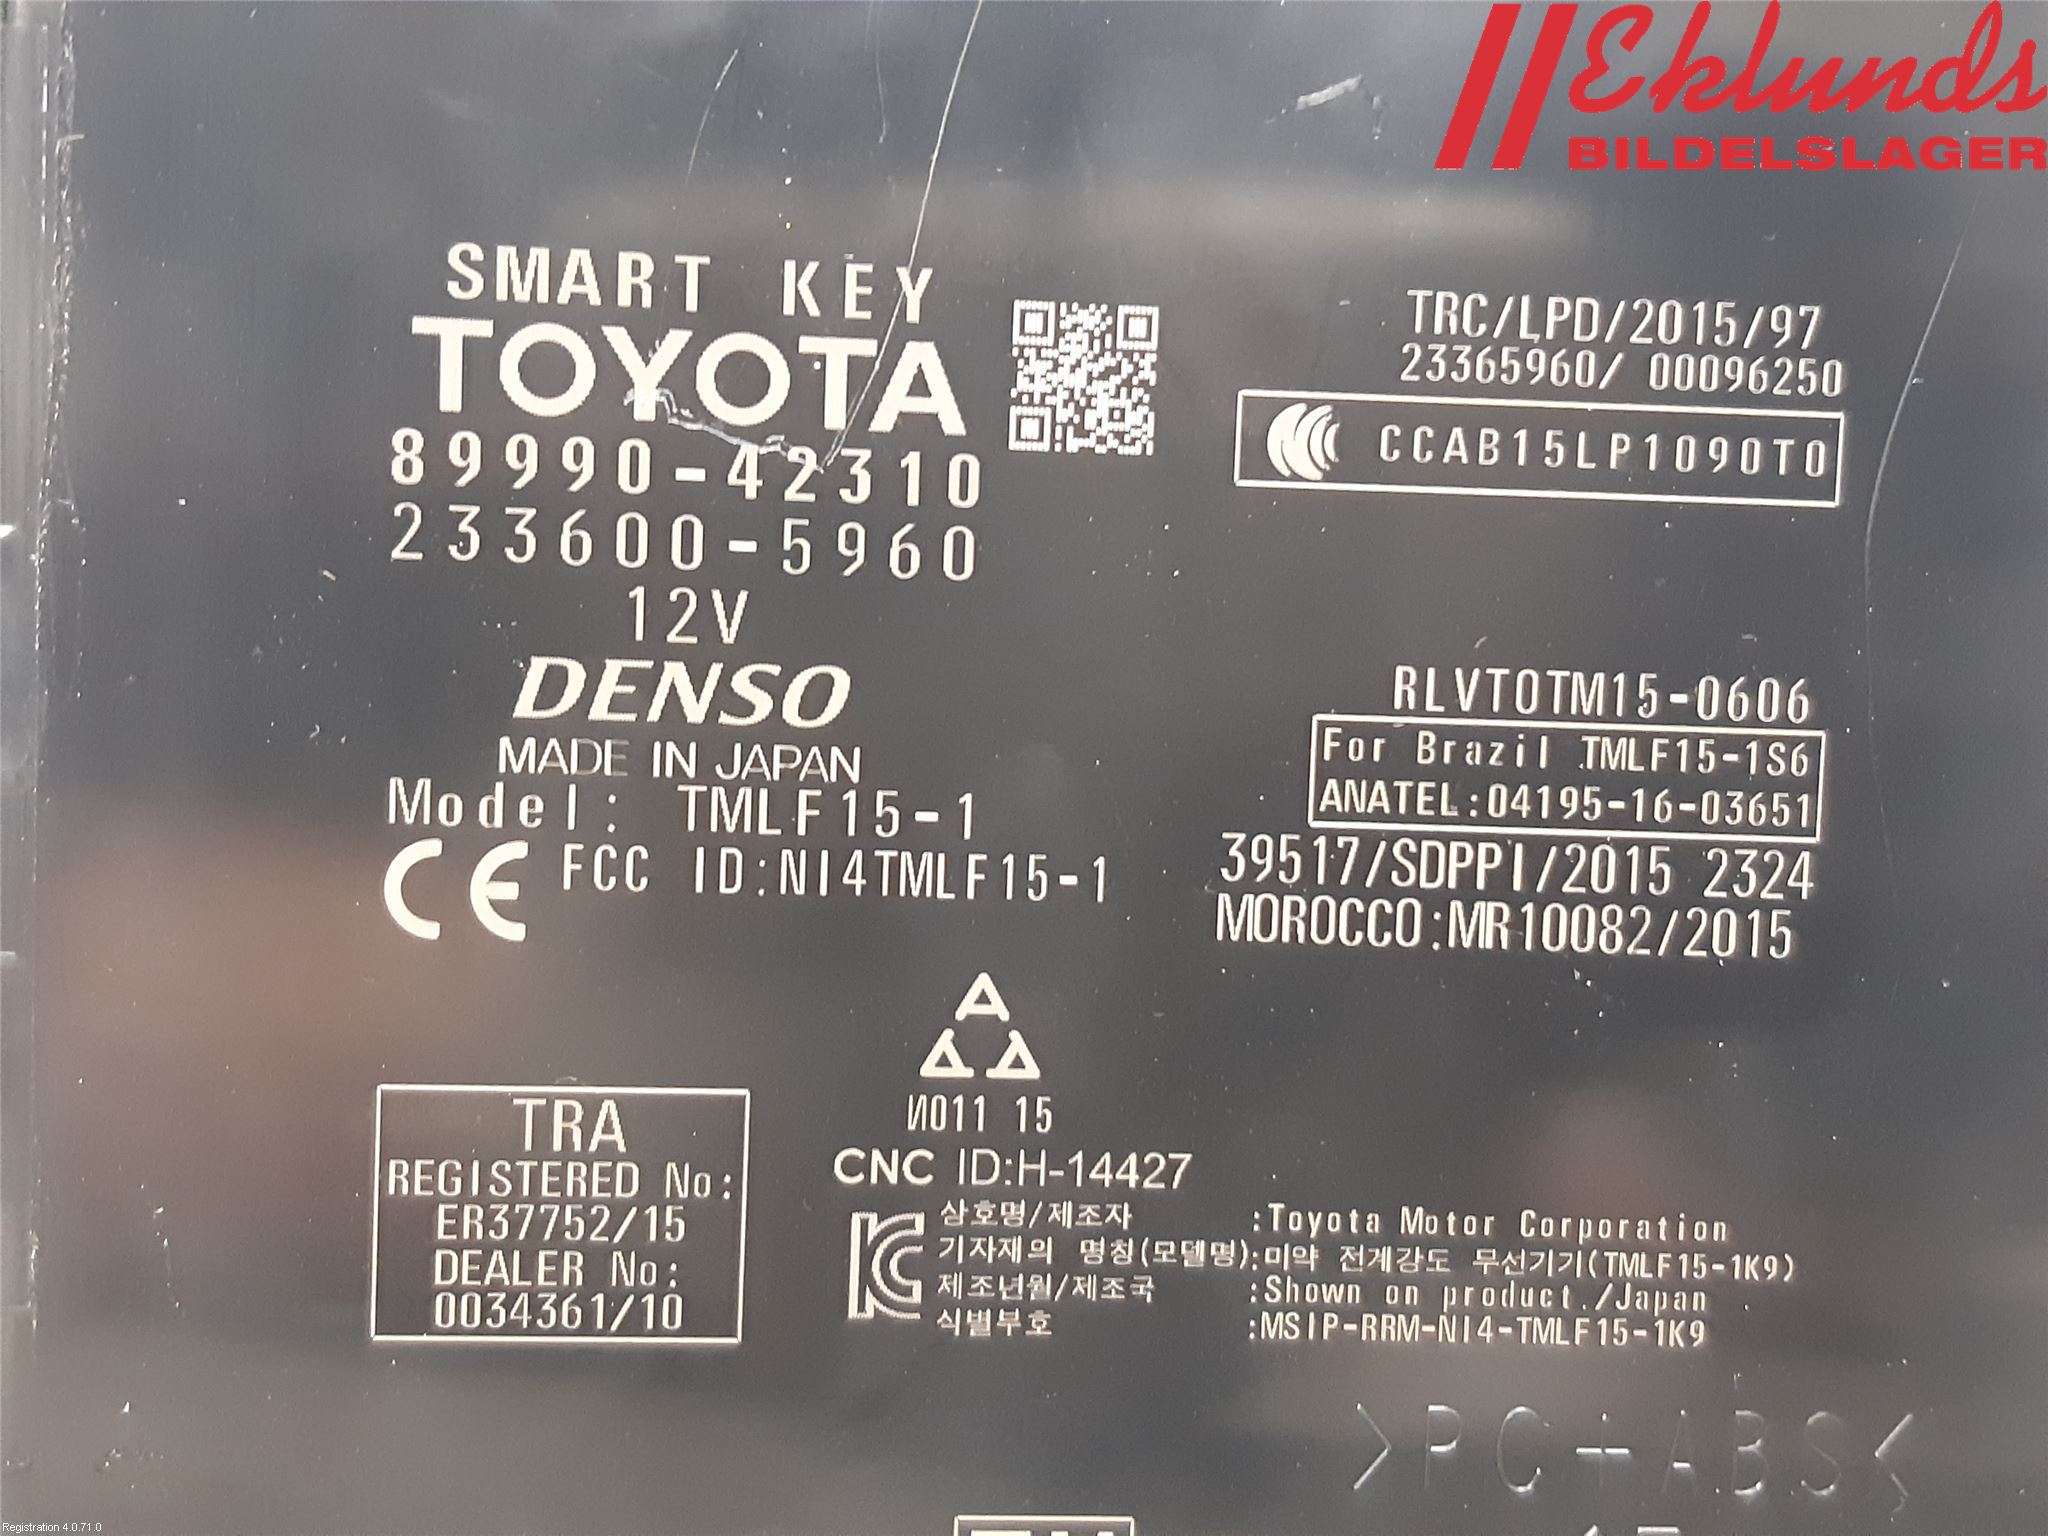 Eklunds
BILDELSLAGER
SMART KEY
TOYOTA
89990-42310
233600-5960
12V
DENSO
MADE IN JAPAN
Model: TMLF15-1
CE FCC ID:NI4TMLF15-1
TRC/LPD/2015/97
23365960/ 00096250
CCAB15LP1090T0
RLVTOTM15-0606
For Brazil TMLF15-1S6
ANATEL:04195-16-03651
39517/SDPPI/2015 2324
MOROCCO:MR10082/2015
TRA
REGISTERED No:
ER37752/15
DEALER No:
0034361/10
И011 15
CNC ID:H-14427
상호명/제조자 :Toyota Motor Corporation
기자재의 명칭(모델명):미약 전계강도 무선기기(TMLF15-1K9)
제조년월/제조국 :Shown on product./Japan
식별부호 :MSIP-RRM-NI4-TMLF15-1K9
>PC+ABS<
Registration 4.0.71.0